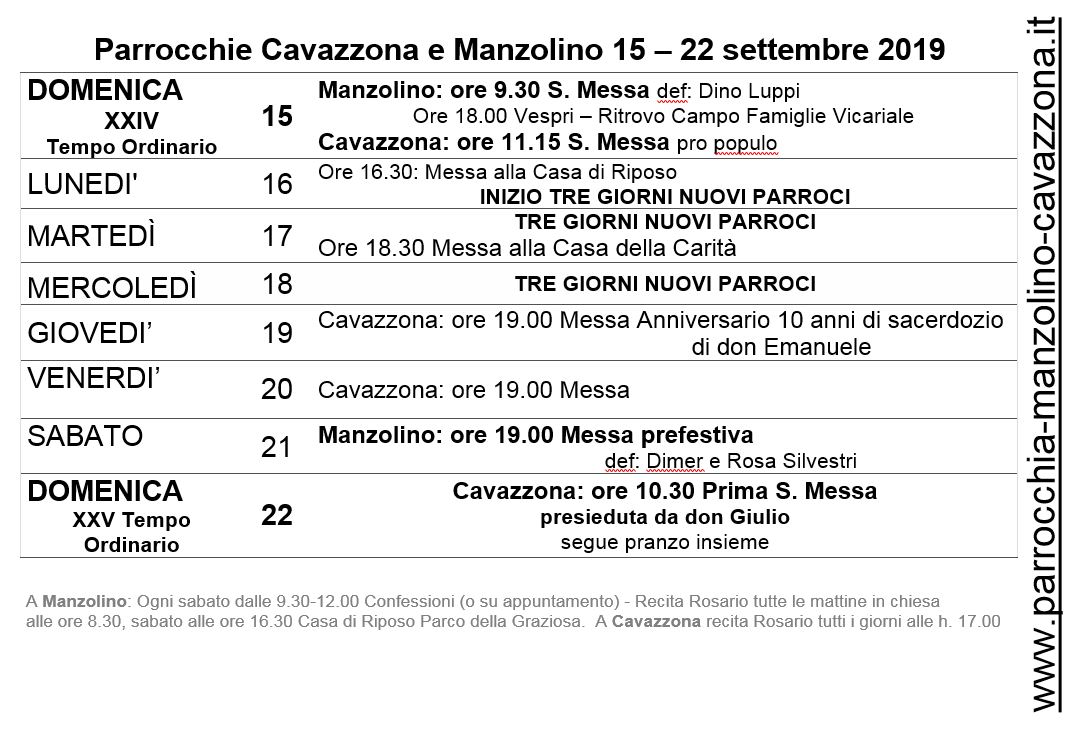 Parrocchie Cavazzona e Manzolino 15 – 22 settembre 2019
DOMENICA
XXIV
Tempo Ordinario
15
Manzolino: ore 9.30 S. Messa def: Dino Luppi
Ore 18.00 Vespri – Ritrovo Campo Famiglie Vicariale
Cavazzona: ore 11.15 S. Messa pro populo
LUNEDI'
16
Ore 16.30: Messa alla Casa di Riposo
INIZIO TRE GIORNI NUOVI PARROCI
MARTEDÌ
17
TRE GIORNI NUOVI PARROCI
Ore 18.30 Messa alla Casa della Carità
MERCOLEDÌ
18
TRE GIORNI NUOVI PARROCI
GIOVEDI’
19
Cavazzona: ore 19.00 Messa Anniversario 10 anni di sacerdozio
di don Emanuele
VENERDI’
20
Cavazzona: ore 19.00 Messa
SABATO
21
Manzolino: ore 19.00 Messa prefestiva
def: Dimer e Rosa Silvestri
DOMENICA
XXV Tempo
Ordinario
22
Cavazzona: ore 10.30 Prima S. Messa
presieduta da don Giulio
segue pranzo insieme
A Manzolino: Ogni sabato dalle 9.30-12.00 Confessioni (o su appuntamento) - Recita Rosario tutte le mattine in chiesa
alle ore 8.30, sabato alle ore 16.30 Casa di Riposo Parco della Graziosa.  A Cavazzona recita Rosario tutti i giorni alle h. 17.00
www.parrocchia-manzolino-cavazzona.it